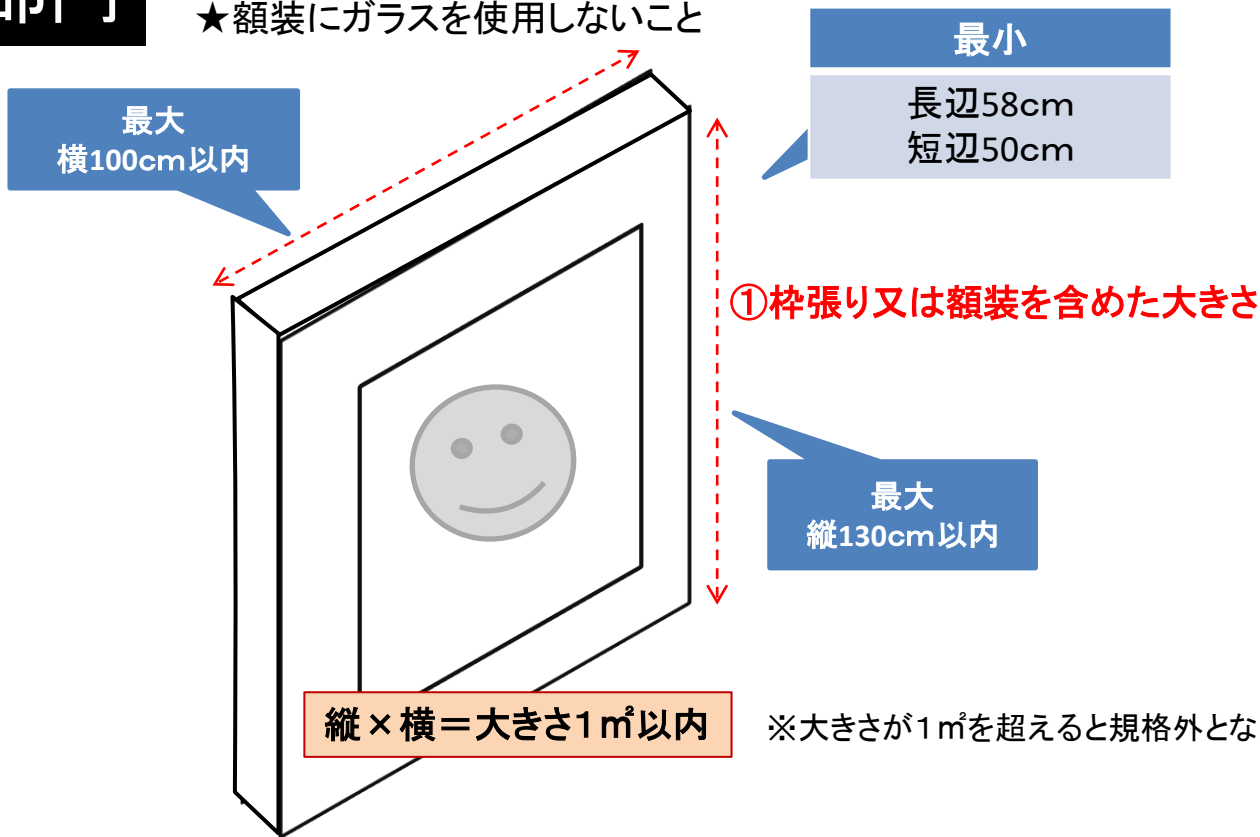 部門
★額装にガラスを使用しないこと
最小
長辺58cm
短辺50cm
最大
横100cm以内
①枠張り又は額装を含めた大きさ
最大
縦130cm以内
縦×横＝大きさ1㎡以内
※大きさが1㎡を超えると規格外とな